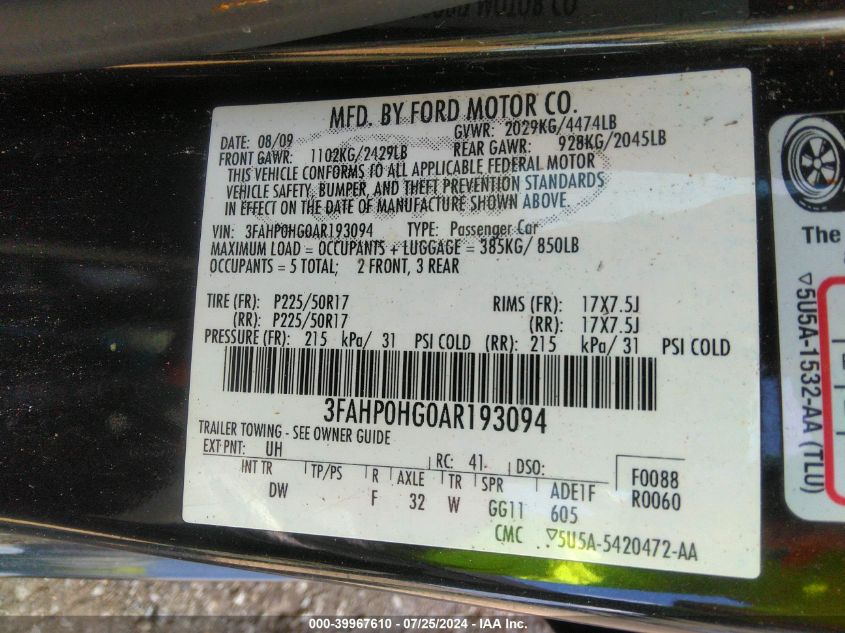 MFD. BY FORD MOTOR CO.
DATE: 08/09 GVWR: 2029KG/4474LB
FRONT GAWR: 1102KG/2429LB REAR GAWR: 928KG/2045LB
THIS VEHICLE CONFORMS TO ALL APPLICABLE FEDERAL MOTOR
VEHICLE SAFETY, BUMPER, AND THEFT PREVENTION STANDARDS
IN EFFECT ON THE DATE OF MANUFACTURE SHOWN ABOVE.
VIN: 3FAHP0HG0AR193094 TYPE: Passenger Car
MAXIMUM LOAD = OCCUPANTS + LUGGAGE = 385KG/ 850LB
OCCUPANTS = 5 TOTAL; 2 FRONT, 3 REAR
TIRE (FR): P225/50R17 RIMS (FR): 17X7.5J
(RR): P225/50R17 (RR): 17X7.5J
PRESSURE (FR): 215 kPa/ 31 PSI COLD (RR): 215 kPa/ 31 PSI COLD
3FAHP0HG0AR193094
TRAILER TOWING - SEE OWNER GUIDE
EXT PNT: UH RC: 41 DSO:
INT TR TP/PS R AXLE TR SPR
DW F 32 W GG11
ADE1F
605
F0088
R0060
CMC ▽5U5A-5420472-AA
The
▽5U5A-1532-AA (TLU)
000-39967610 / 07/25/2024 / IAA Inc.